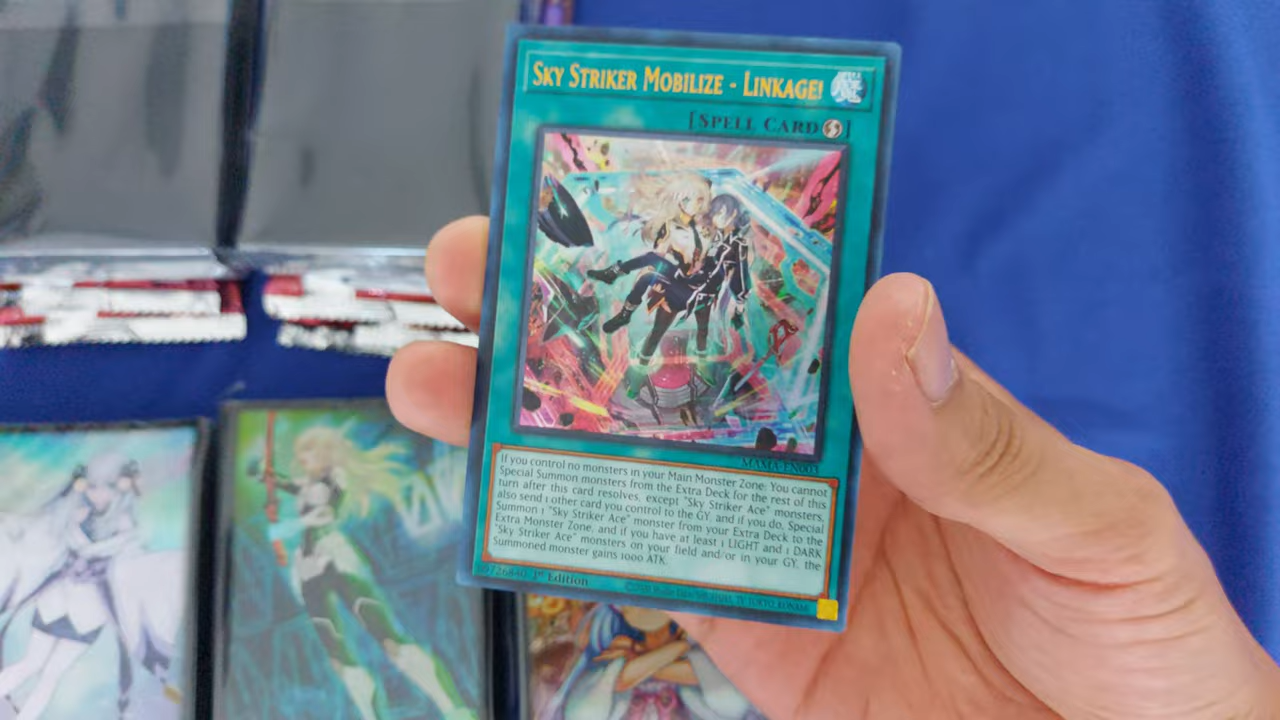 SKY STRIKER MOBILIZE - LINKAGE!
[SPELL CARD]
MAMA-EN003
If you control no monsters in your Main Monster Zone: You cannot
Special Summon monsters from the Extra Deck for the rest of this
turn after this card resolves, except "Sky Striker Ace" monsters,
also send 1 other card you control to the GY, and if you do, Special
Summon 1 "Sky Striker Ace" monster from your Extra Deck to the
Extra Monster Zone, and if you have at least 1 LIGHT and 1 DARK
"Sky Striker Ace" monsters on your field and/or in your GY, the
Summoned monster gains 1000 ATK.
1st Edition